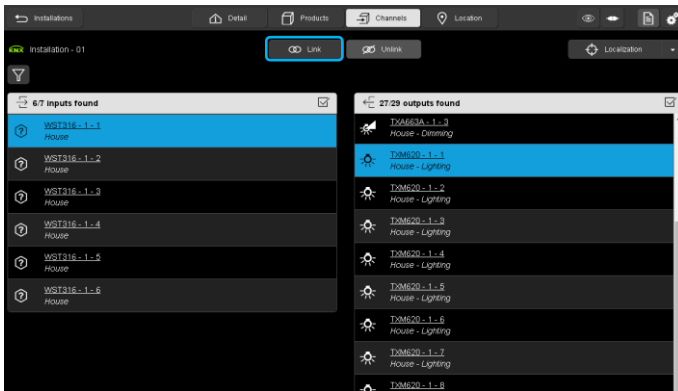 Installations
Detail
Products
Channels
Location
KNX Installation - 01
Link
Unlink
Localization
6/7 inputs found
WST316 - 1 - 1
House
WST316 - 1 - 2
House
WST316 - 1 - 3
House
WST316 - 1 - 4
House
WST316 - 1 - 5
House
WST316 - 1 - 6
House
27/29 outputs found
TXA663A - 1 - 3
House - Dimming
TXM620 - 1 - 1
House - Lighting
TXM620 - 1 - 2
House - Lighting
TXM620 - 1 - 3
House - Lighting
TXM620 - 1 - 4
House - Lighting
TXM620 - 1 - 5
House - Lighting
TXM620 - 1 - 6
House - Lighting
TXM620 - 1 - 7
House - Lighting
TXM620 - 1 - 8